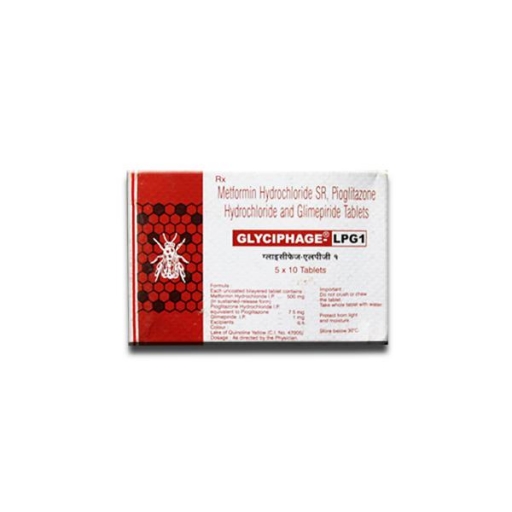 Rx
Metformin Hydrochloride SR, Pioglitazone
Hydrochloride and Glimepiride Tablets
GLYCIPHAGE® LPG1
ग्लाइसीफेज-एलपीजी १
5 x 10 Tablets
Formula :
Each uncoated bilayered tablet contains :
Metformin Hydrochloride I.P. ... 500 mg
(In sustained-release form)
Pioglitazone Hydrochloride I.P.
equivalent to Pioglitazone ... 7.5 mg
Glimepiride I.P. ... 1 mg
Excipients
Colour :
Lake of Quinoline Yellow (C.I. No. 47005)
Dosage : As directed by the Physician
Important :
Do not crush or chew
the tablet.
Take whole tablet with water.
Protect from light
and moisture.
Store below 30°C.